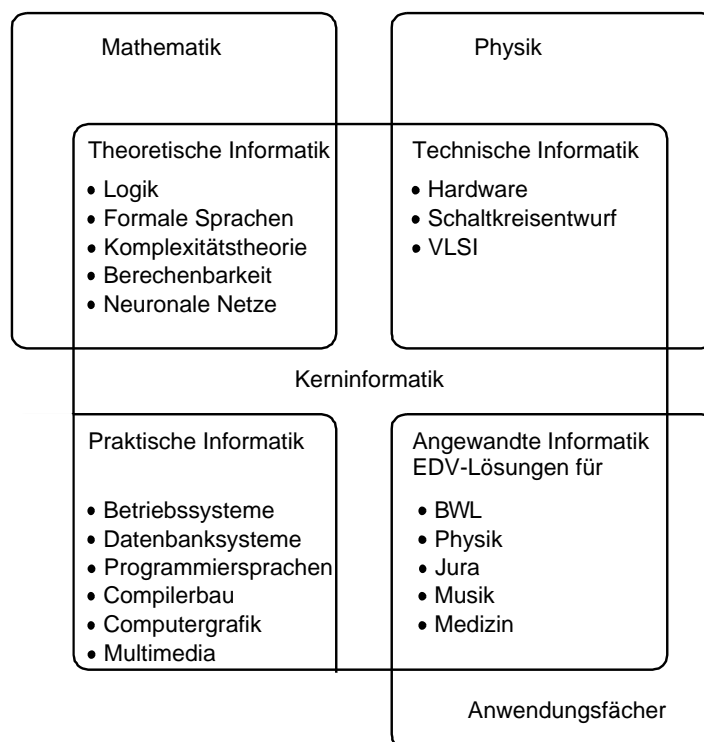 Mathematik
Physik
Theoretische Informatik
• Logik
• Formale Sprachen
• Komplexitätstheorie
• Berechenbarkeit
• Neuronale Netze
Technische Informatik
• Hardware
• Schaltkreisentwurf
• VLSI
Kerninformatik
Praktische Informatik
• Betriebssysteme
• Datenbanksysteme
• Programmiersprachen
• Compilerbau
• Computergrafik
• Multimedia
Angewandte Informatik
EDV-Lösungen für
• BWL
• Physik
• Jura
• Musik
• Medizin
Anwendungsfächer